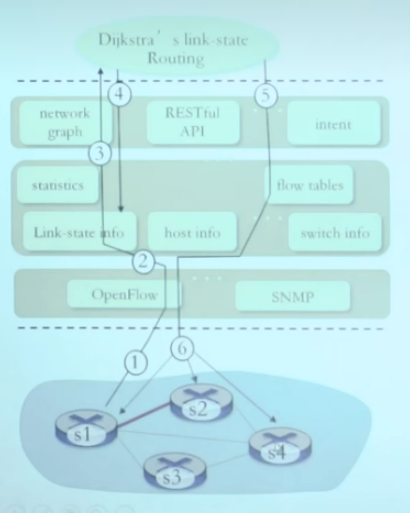 Dijkstra's link-state
Routing
4
5
network
graph
RESTful
API
intent
3
statistics
flow tables
Link-state info
host info
switch info
2
OpenFlow
SNMP
1
6
s1
s2
s3
s4